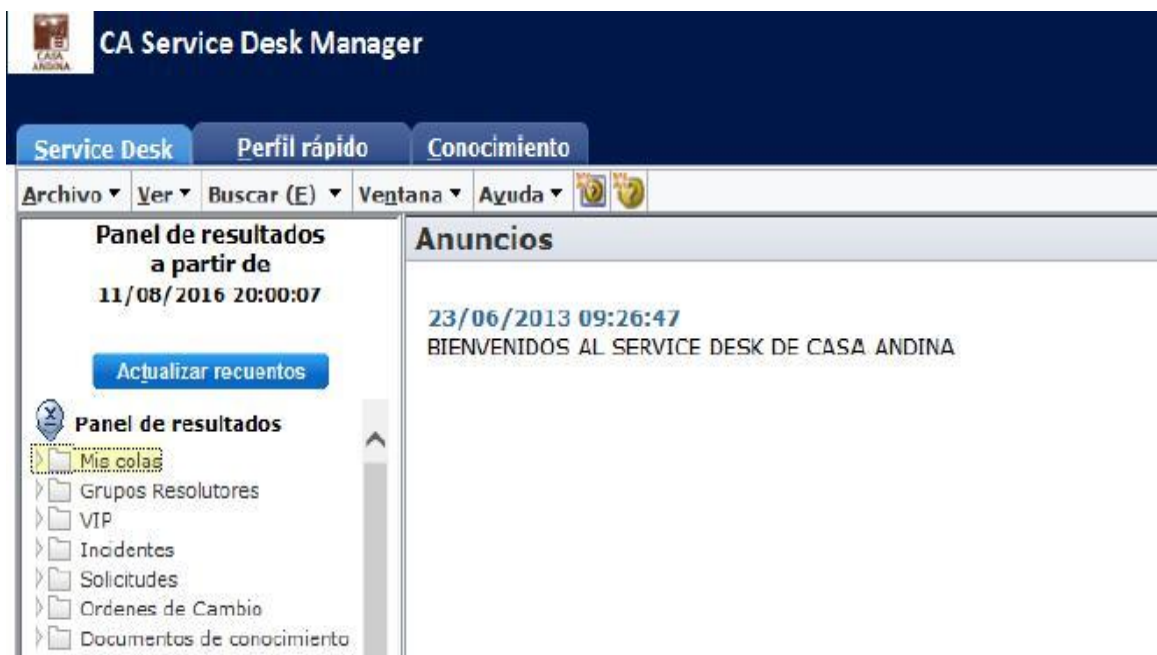 CASA
ANDINA
CA Service Desk Manager
Service Desk Perfil rápido Conocimiento
Archivo Ver Buscar (E) Ventana Ayuda
Panel de resultados
a partir de
11/08/2016 20:00:07
Actualizar recuentos
Panel de resultados
Mis colas
Grupos Resolutores
VIP
Incidentes
Solicitudes
Ordenes de Cambio
Documentos de conocimiento
Anuncios
23/06/2013 09:26:47
BIENVENIDOS AL SERVICE DESK DE CASA ANDINA